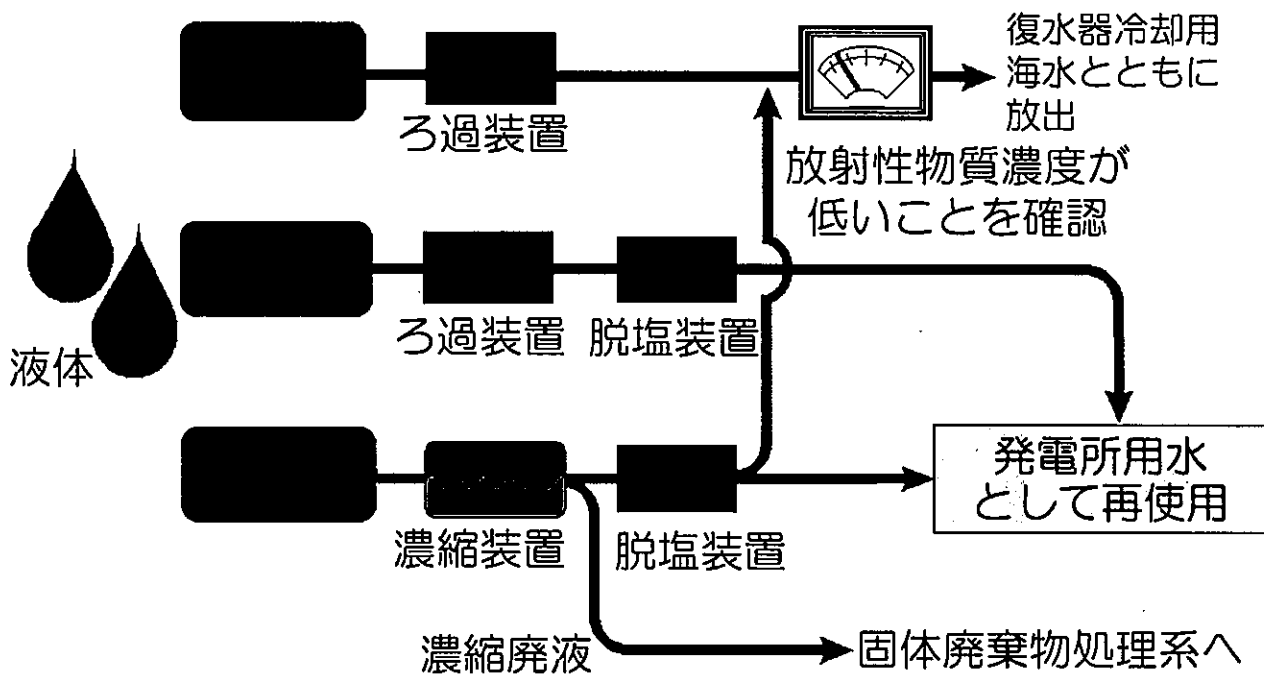 復水器冷却用
海水とともに
放出
ろ過装置
放射性物質濃度が
低いことを確認
ろ過装置
脱塩装置
液体
発電所用水
として再使用
濃縮装置
脱塩装置
濃縮廃液
固体廃棄物処理系へ